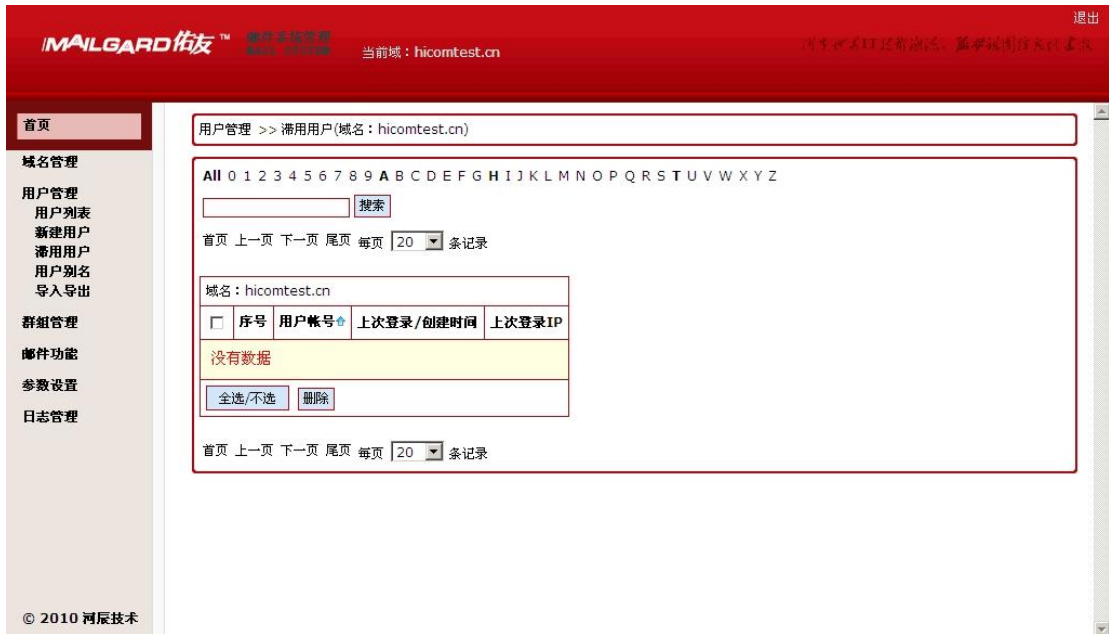 退出
MAILGARD佑友™
当前域：hicomtest.cn
首页
域名管理
用户管理
用户列表
新建用户
滞用用户
用户别名
导入导出
群组管理
邮件功能
参数设置
日志管理
© 2010 河辰技术
用户管理 >> 滞用用户(域名：hicomtest.cn)
All 0 1 2 3 4 5 6 7 8 9 A B C D E F G H I J K L M N O P Q R S T U V W X Y Z
搜索
首页 上一页 下一页 尾页 每页 20 条记录
域名：hicomtest.cn
序号 用户帐号 上次登录/创建时间 上次登录IP
没有数据
全选/不选 删除
首页 上一页 下一页 尾页 每页 20 条记录